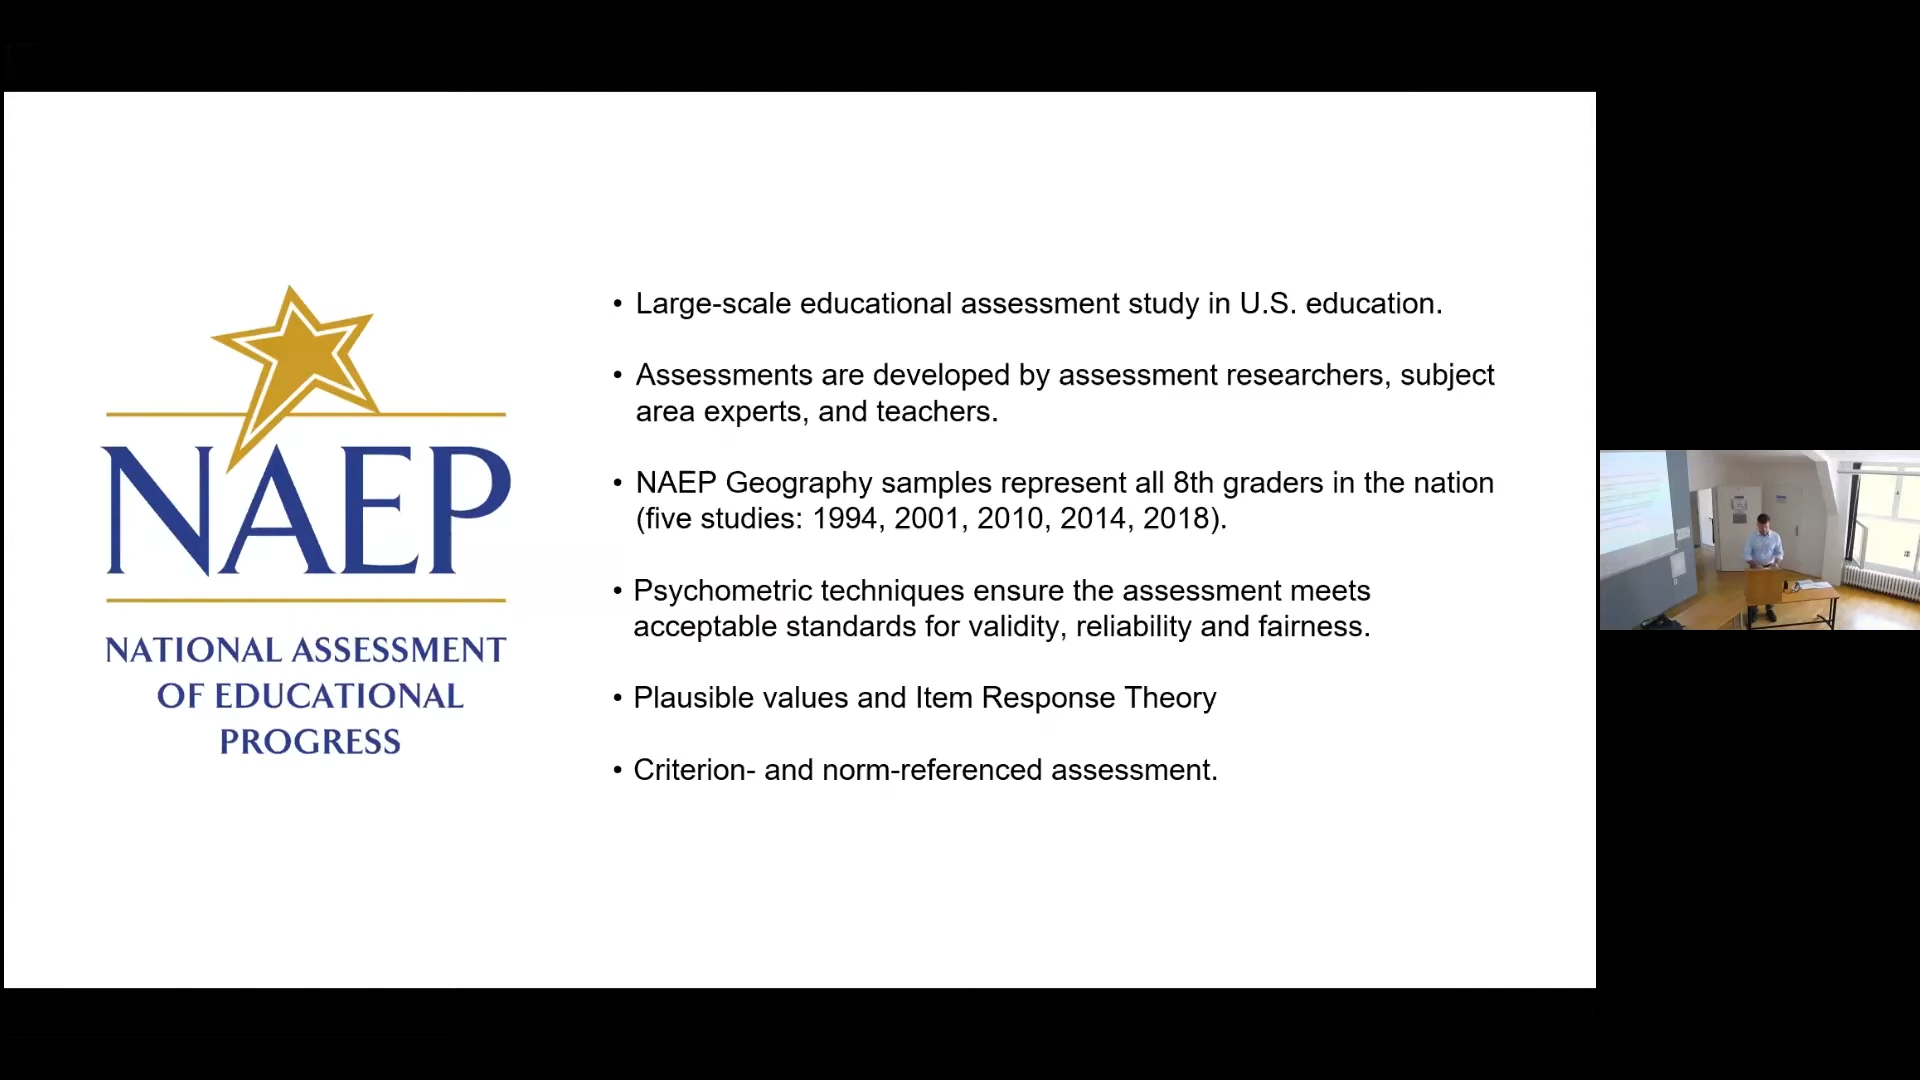 NAEP
NATIONAL ASSESSMENT
OF EDUCATIONAL
PROGRESS
• Large-scale educational assessment study in U.S. education.
• Assessments are developed by assessment researchers, subject
area experts, and teachers.
• NAEP Geography samples represent all 8th graders in the nation
(five studies: 1994, 2001, 2010, 2014, 2018).
• Psychometric techniques ensure the assessment meets
acceptable standards for validity, reliability and fairness.
• Plausible values and Item Response Theory
• Criterion- and norm-referenced assessment.